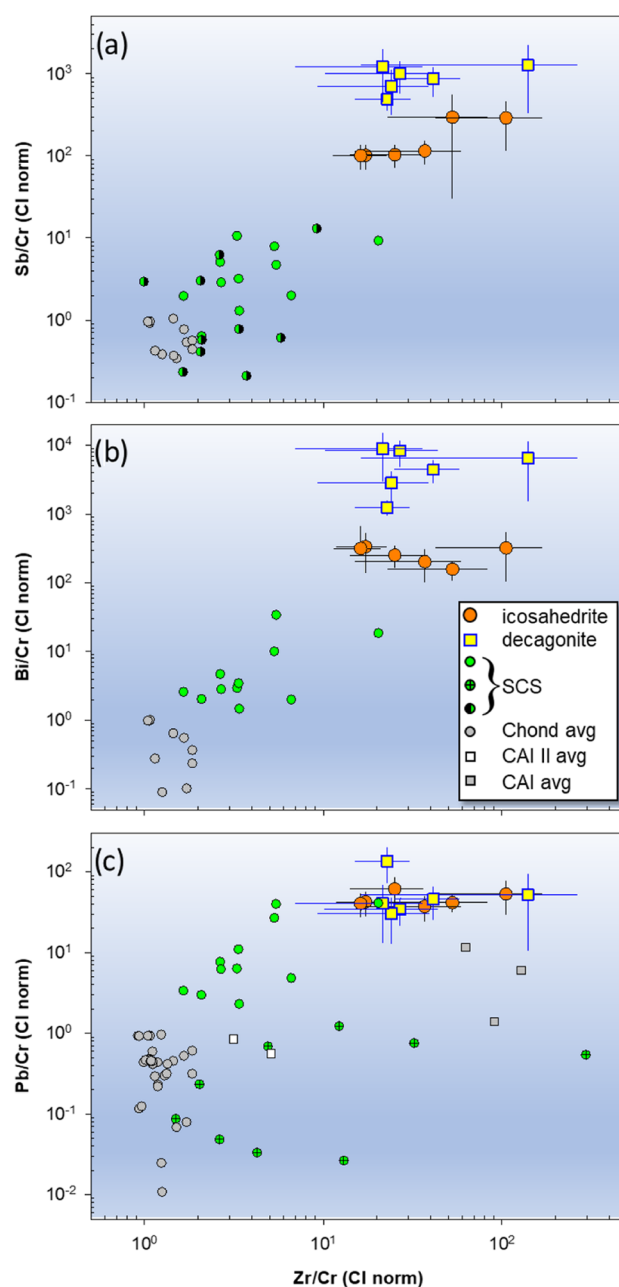 (a)
10³
10²
10¹
10⁰
10⁻¹
Sb/Cr (CI norm)
(b)
10⁴
10³
10²
10¹
10⁰
10⁻¹
Bi/Cr (CI norm)
icosahedrite
decagonite
SCS
Chond avg
CAI II avg
CAI avg
(c)
10²
10¹
10⁰
10⁻¹
10⁻²
Pb/Cr (CI norm)
10⁰ 10¹ 10²
Zr/Cr (CI norm)